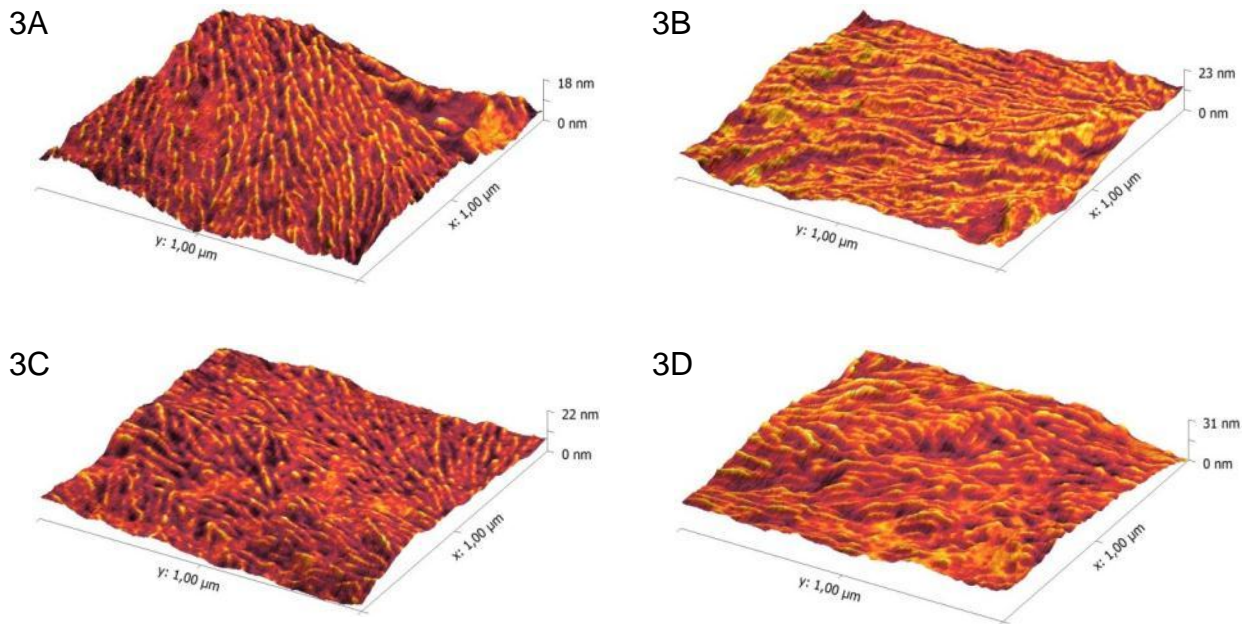 3A
18 nm
0 nm
x: 1,00 µm
y: 1,00 µm
3B
23 nm
0 nm
x: 1,00 µm
y: 1,00 µm
3C
22 nm
0 nm
x: 1,00 µm
y: 1,00 µm
3D
31 nm
0 nm
x: 1,00 µm
y: 1,00 µm